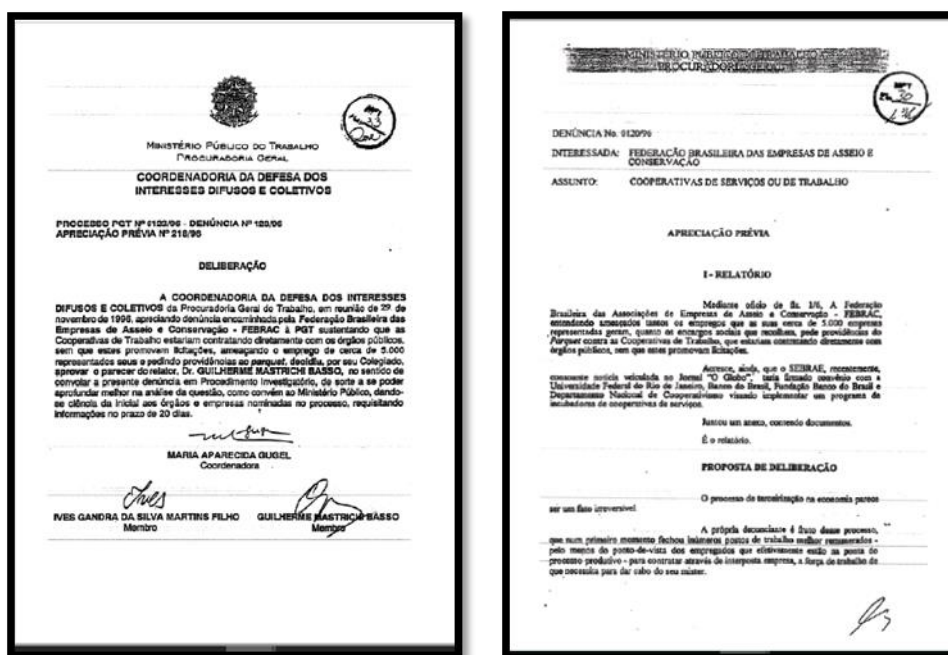 MINISTÉRIO PÚBLICO DO TRABALHO
PROCURADORIA GERAL
COORDENADORIA DA DEFESA DOS
INTERESSES DIFUSOS E COLETIVOS
PROCESSO PGT Nº DENÚNCIA Nº
APRECIAÇÃO PRÉVIA Nº
DELIBERAÇÃO
A COORDENADORIA DA DEFESA DOS INTERESSES
DIFUSOS E COLETIVOS da Procuradoria Geral do Trabalho, em reunião de 29 de
novembro de 1996, apreciando denúncia encaminhada pela Federação Brasileira das
Empresas de Asseio e Conservação - FEBRAC à PGT sustentando que as
Cooperativas de Trabalho estariam contratando diretamente com os órgãos públicos,
sem que estes promovam licitações, ameaçando o emprego de cerca de 5.000
representados seus e pedindo providências ao parquet, decidiu, por seu Colegiado,
aprovar o parecer do relator, Dr. GUILHERME MASTRICHI BASSO, no sentido de
convolar a presente denúncia em Procedimento Investigatório, de sorte a se poder
aprofundar melhor na análise da questão, como convém ao Ministério Público, dando-
se ciência da inicial aos órgãos e empresas nominadas no processo, requisitando
informações no prazo de 20 dias.
MARIA APARECIDA GUGEL
Coordenadora
IVES GANDRA DA SILVA MARTINS FILHO GUILHERME MASTRICHI BASSO
Membro Membro
MINISTÉRIO PÚBLICO DO TRABALHO
PROCURADORIA GERAL
DENÚNCIA No. 0120/96
INTERESSADA: FEDERAÇÃO BRASILEIRA DAS EMPRESAS DE ASSEIO E
CONSERVAÇÃO
ASSUNTO: COOPERATIVAS DE SERVIÇOS OU DE TRABALHO
APRECIAÇÃO PRÉVIA
I - RELATÓRIO
Mediante ofício de fls. 1/6, A Federação
Brasileira das Associações de Empresas de Asseio e Conservação - FEBRAC,
entendendo ameaçados tantos os empregos que as suas cerca de 5.000 empresas
representadas geram, quanto os encargos sociais que recolhem, pede providências do
Parquet contra as Cooperativas de Trabalho, que estariam contratando diretamente com
órgãos públicos, sem que estes promovam licitações.
Acresce, ainda, que o SEBRAE, recentemente,
consoante notícia veiculada no Jornal "O Globo", teria firmado convênio com a
Universidade Federal do Rio de Janeiro, Banco do Brasil, Fundação Banco do Brasil e
Departamento Nacional de Cooperativismo visando implementar um programa de
incubadoras de cooperativas de serviços.
Juntou um anexo, contendo documentos.
É o relatório.
PROPOSTA DE DELIBERAÇÃO
O processo de terceirização na economia parece
ser um fato irreversível
A própria denunciante é fruto desse processo,
que num primeiro momento fechou inúmeros postos de trabalho melhor remunerados -
pelo menos do ponto-de-vista dos empregados que efetivamente estão na ponta do
processo produtivo - para contratar através de interposta empresa, a força de trabalho de
que necessita para dar cabo do seu mister.